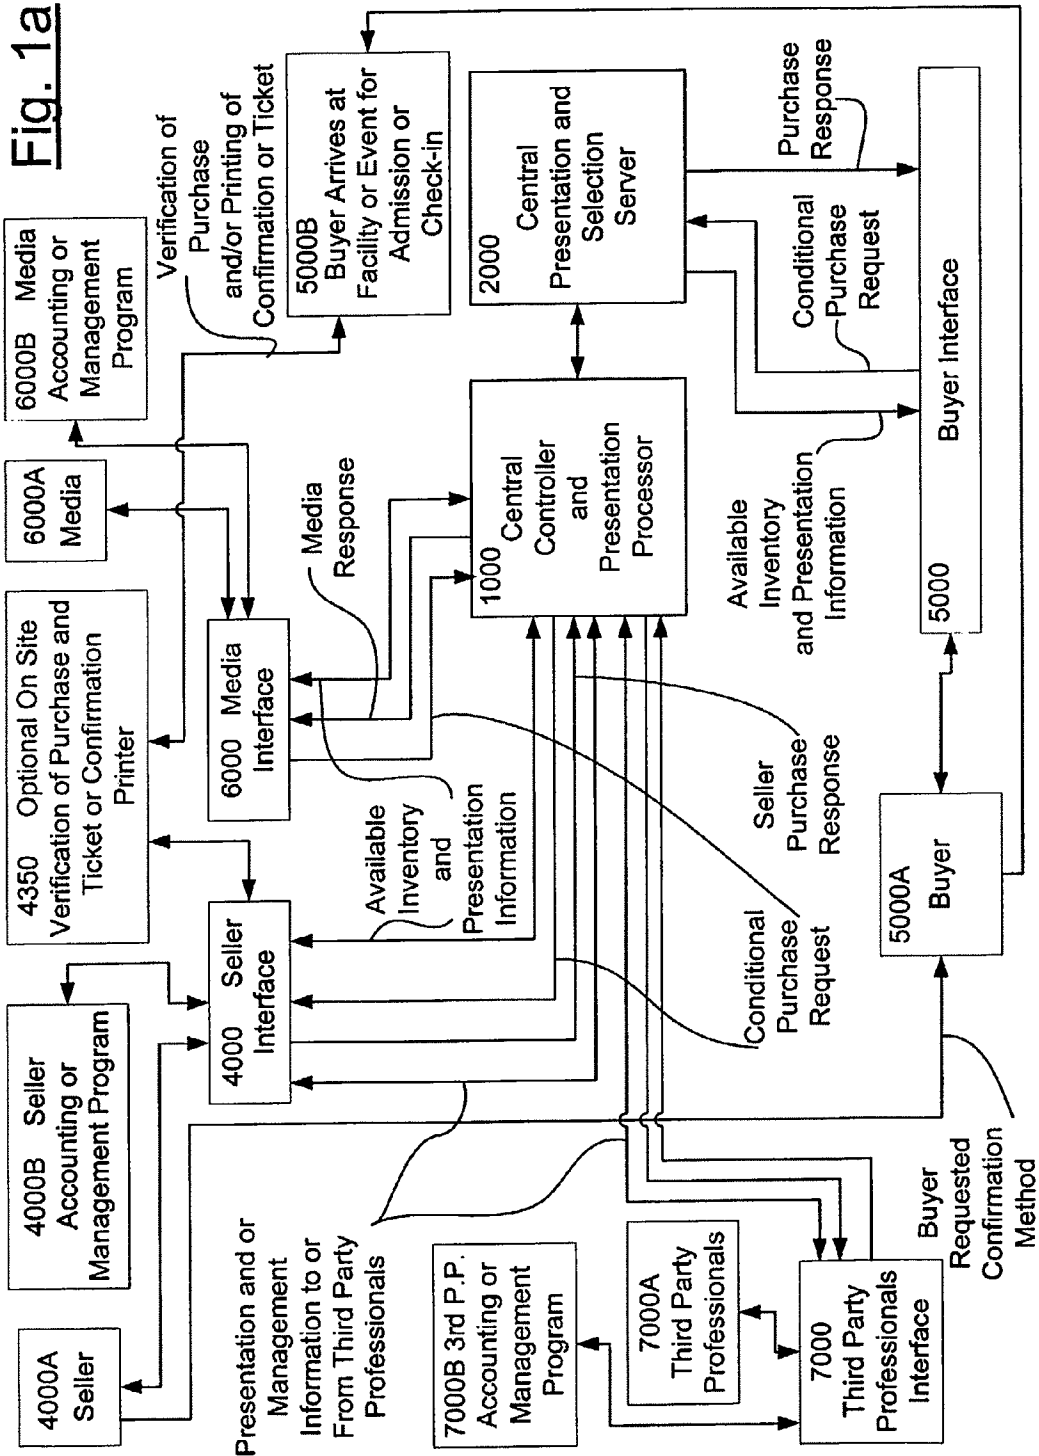 Fig. 1a
4000A
Seller
4000B Seller
Accounting or
Management Program
4350 Optional On Site
Verification of Purchase and
Ticket or Confirmation
Printer
6000A
Media
6000B Media
Accounting or
Management
Program
Verification of
Purchase
and/or Printing of
Confirmation or Ticket
4000 Seller
Interface
6000 Media
Interface
5000B
Buyer Arrives at
Facility or Event for
Admission or
Check-in
Presentation and or
Management
Information to or
From Third Party
Professionals
Available
Inventory
and
Presentation
Information
Media
Response
7000B 3rd P.P.
Accounting or
Management
Program
1000
Central
Controller
and
Presentation
Processor
2000
Central
Presentation and
Selection
Server
7000A
Third Party
Professionals
Conditional
Purchase
Request
Seller
Purchase
Response
Available
Inventory
and Presentation
Information
Conditional
Purchase
Request
Purchase
Response
7000
Third Party
Professionals
Interface
Buyer
Requested
Confirmation
Method
5000A
Buyer
5000
Buyer Interface